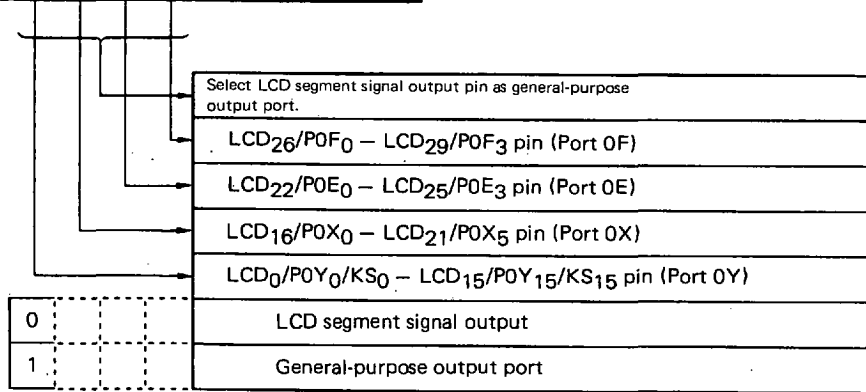 Select LCD segment signal output pin as general-purpose
output port.
LCD26/P0F0 – LCD29/P0F3 pin (Port 0F)
LCD22/P0E0 – LCD25/P0E3 pin (Port 0E)
LCD16/P0X0 – LCD21/P0X5 pin (Port 0X)
LCD0/P0Y0/KS0 – LCD15/P0Y15/KS15 pin (Port 0Y)
0 LCD segment signal output
1 General-purpose output port